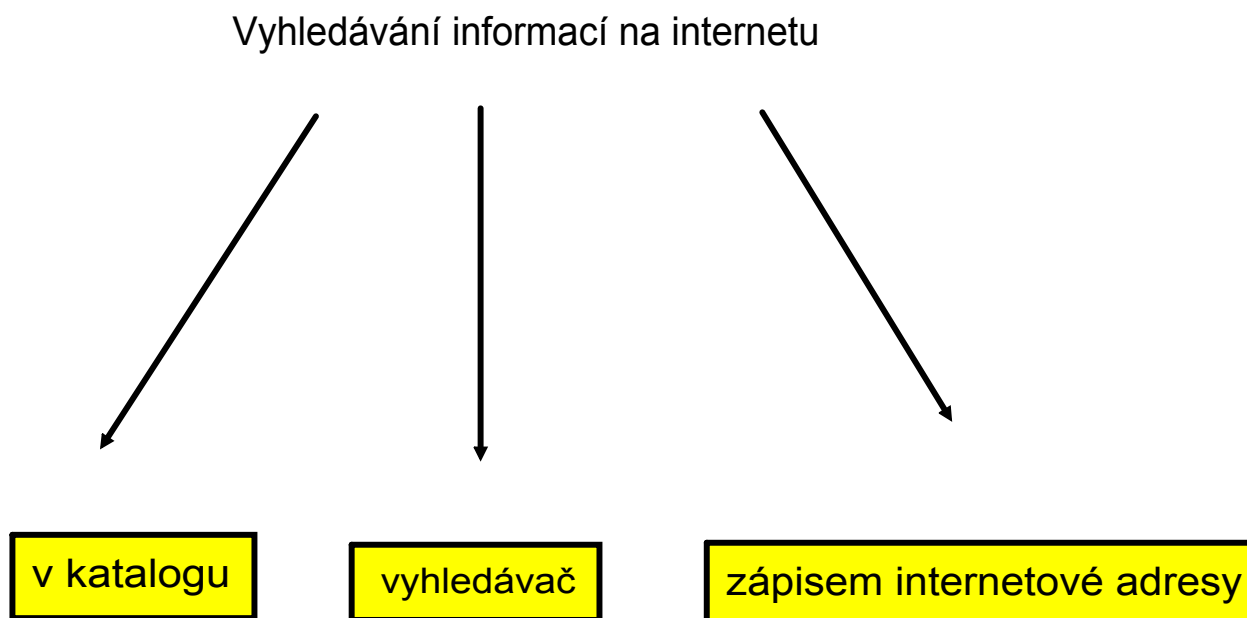 Vyhledávání informací na internetu
v katalogu
vyhledávač
zápisem internetové adresy